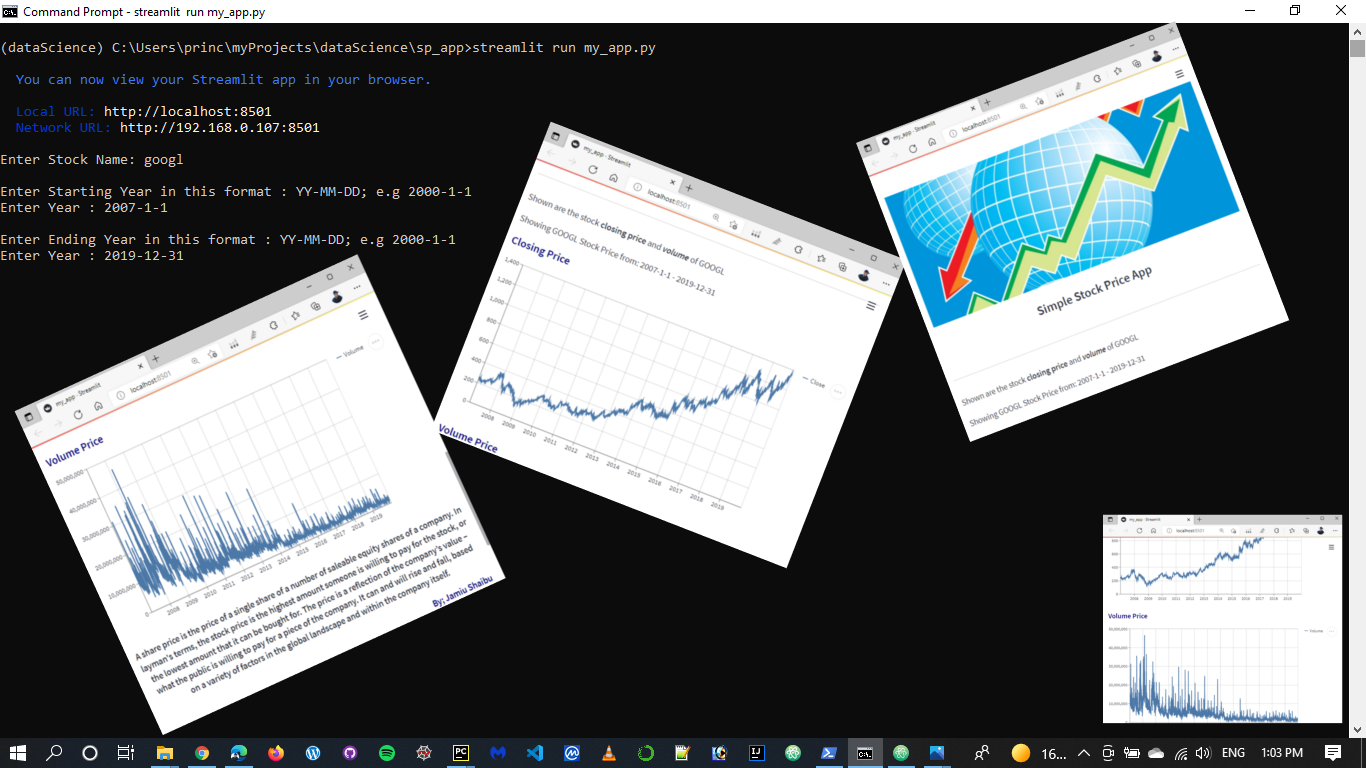 Command Prompt - streamlit run my_app.py
(dataScience) C:\Users\princ\myProjects\dataScience\sp_app>streamlit run my_app.py
You can now view your Streamlit app in your browser.
Local URL: http://localhost:8501
Network URL: http://192.168.0.107:8501
Enter Stock Name: googl
Enter Starting Year in this format : YY-MM-DD; e.g 2000-1-1
Enter Year : 2007-1-1
Enter Ending Year in this format : YY-MM-DD; e.g 2000-1-1
Enter Year : 2019-12-31
my_app · Streamlit
localhost:8501
Volume Price
Volume
50,000,000
40,000,000
30,000,000
20,000,000
10,000,000
0
2008 2009 2010 2011 2012 2013 2014 2015 2016 2017 2018 2019
A share price is the price of a single share of a number of saleable equity shares of a company. In
layman's terms, the stock price is the highest amount someone is willing to pay for the stock, or
the lowest amount that it can be bought for. The price is a reflection of the company's value –
what the public is willing to pay for a piece of the company. It can and will rise and fall, based
on a variety of factors in the global landscape and within the company itself.
By; Jamiu Shaibu
my_app · Streamlit
localhost:8501
Shown are the stock closing price and volume of GOOGL
Showing GOOGL Stock Price from: 2007-1-1 - 2019-12-31
Closing Price
1,400
1,200
1,000
800
600
400
200
0
Close
2008 2009 2010 2011 2012 2013 2014 2015 2016 2017 2018 2019
Volume Price
my_app · Streamlit
localhost:8501
Simple Stock Price App
Shown are the stock closing price and volume of GOOGL
Showing GOOGL Stock Price from: 2007-1-1 - 2019-12-31
my_app · Streamlit
localhost:8501
800
600
400
200
0
2008 2009 2010 2011 2012 2013 2014 2015 2016 2017 2018 2019
Volume Price
Volume
50,000,000
40,000,000
30,000,000
20,000,000
10,000,000
0
16... ENG 1:03 PM